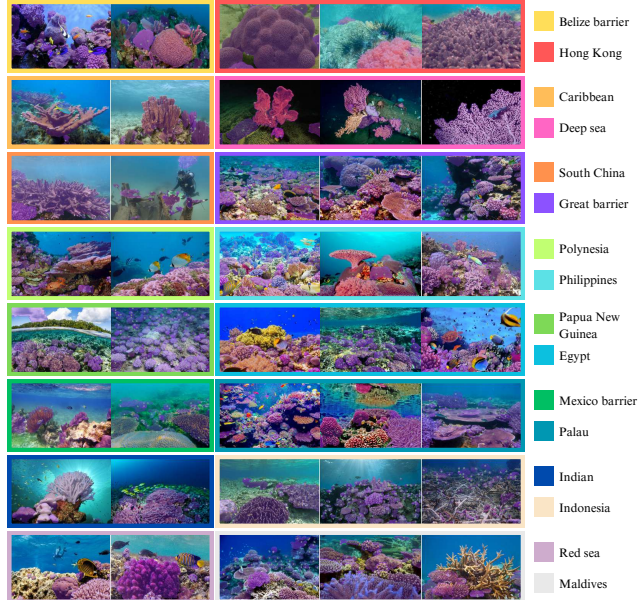 Belize barrier
Hong Kong
Caribbean
Deep sea
South China
Great barrier
Polynesia
Philippines
Papua New
Guinea
Egypt
Mexico barrier
Palau
Indian
Indonesia
Red sea
Maldives